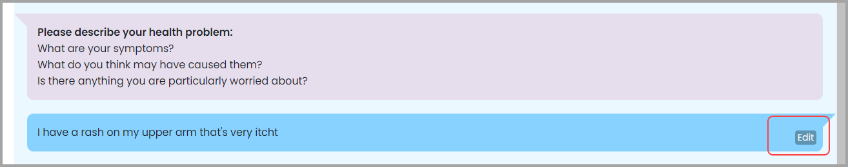 Please describe your health problem:
What are your symptoms?
What do you think may have caused them?
Is there anything you are particularly worried about?
I have a rash on my upper arm that's very itcht
Edit